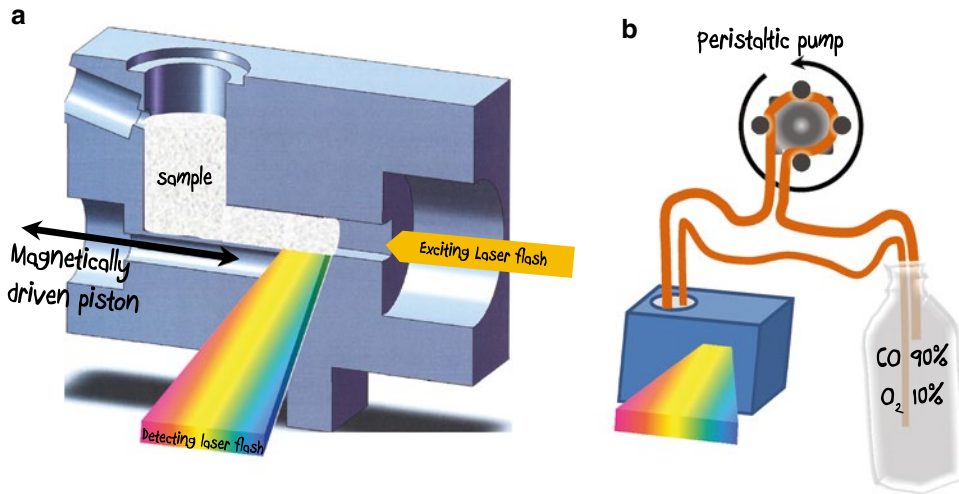 a
sample
Magnetically
driven piston
Exciting Laser flash
Detecting laser flash
b
Peristaltic pump
CO 90%
O₂ 10%